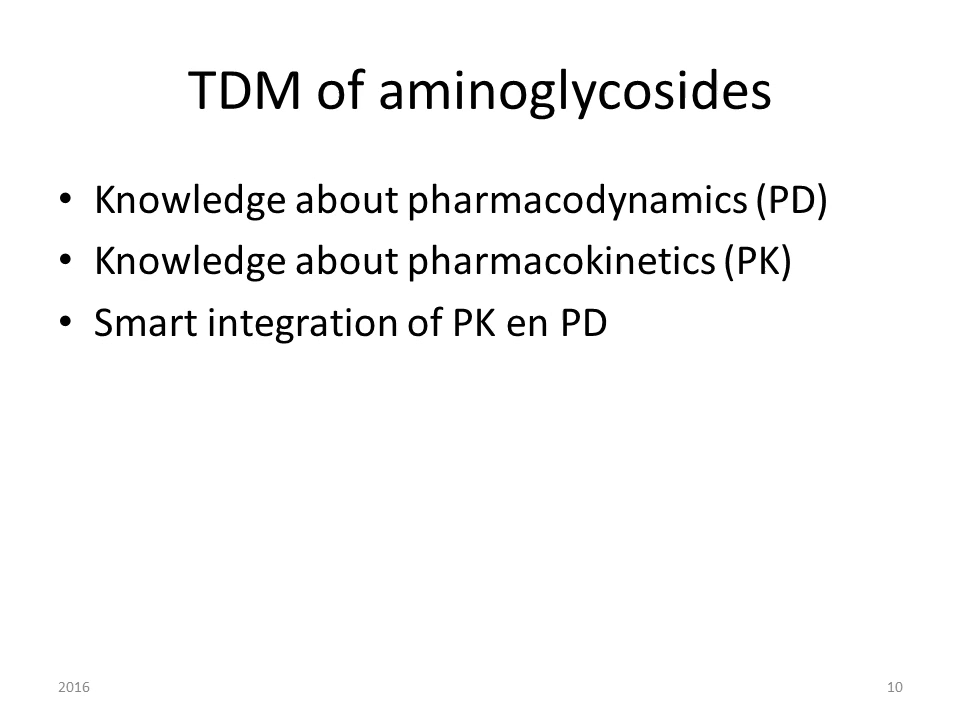 TDM of aminoglycosides
• Knowledge about pharmacodynamics (PD)
• Knowledge about pharmacokinetics (PK)
• Smart integration of PK en PD
2016
10